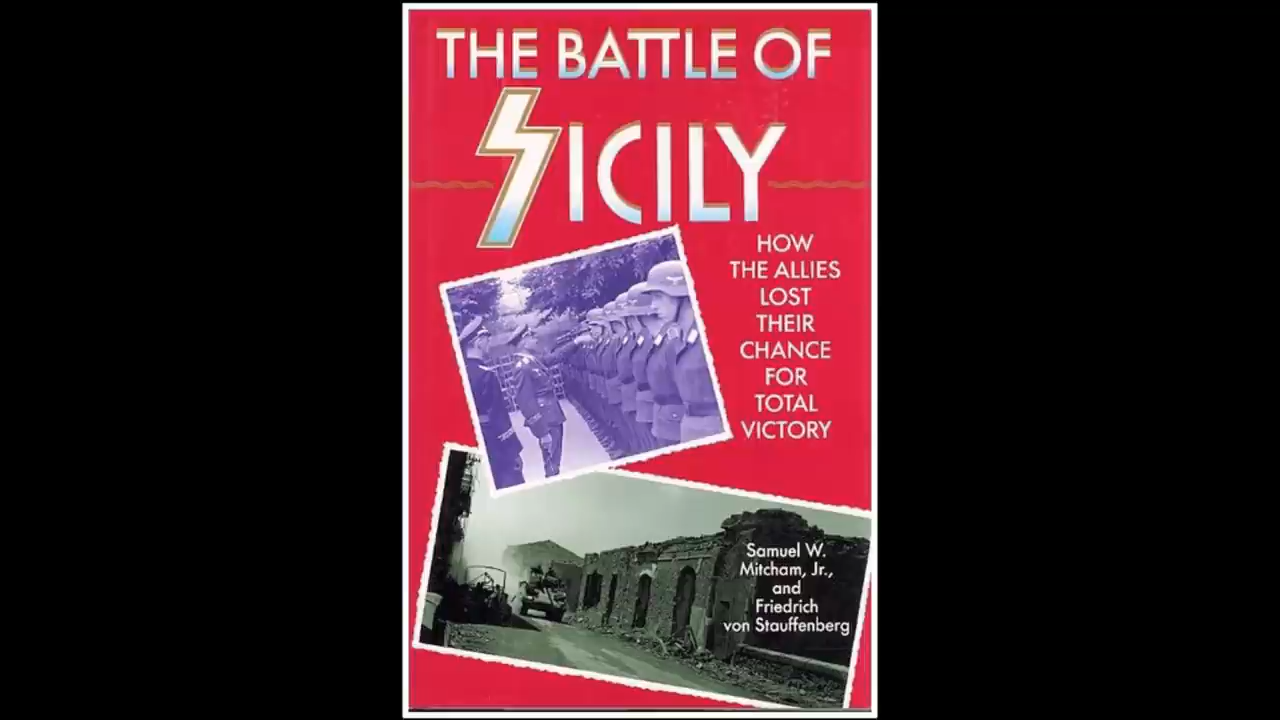 THE BATTLE OF
SICILY
HOW
THE ALLIES
LOST
THEIR
CHANCE
FOR
TOTAL
VICTORY
Samuel W.
Mitcham, Jr.,
and
Friedrich
von Stauffenberg